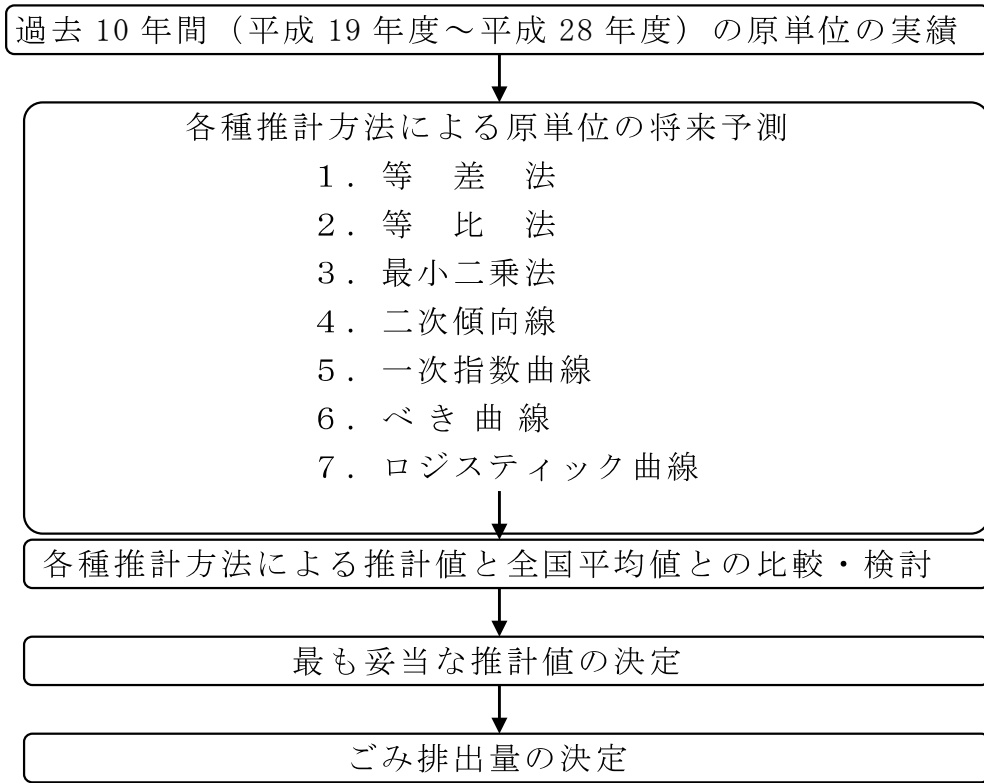 過去 10 年間（平成 19 年度～平成 28 年度）の原単位の実績
各種推計方法による原単位の将来予測
１．等　差　法
２．等　比　法
３．最小二乗法
４．二次傾向線
５．一次指数曲線
６．べ き 曲 線
７．ロジスティック曲線
各種推計方法による推計値と全国平均値との比較・検討
最も妥当な推計値の決定
ごみ排出量の決定